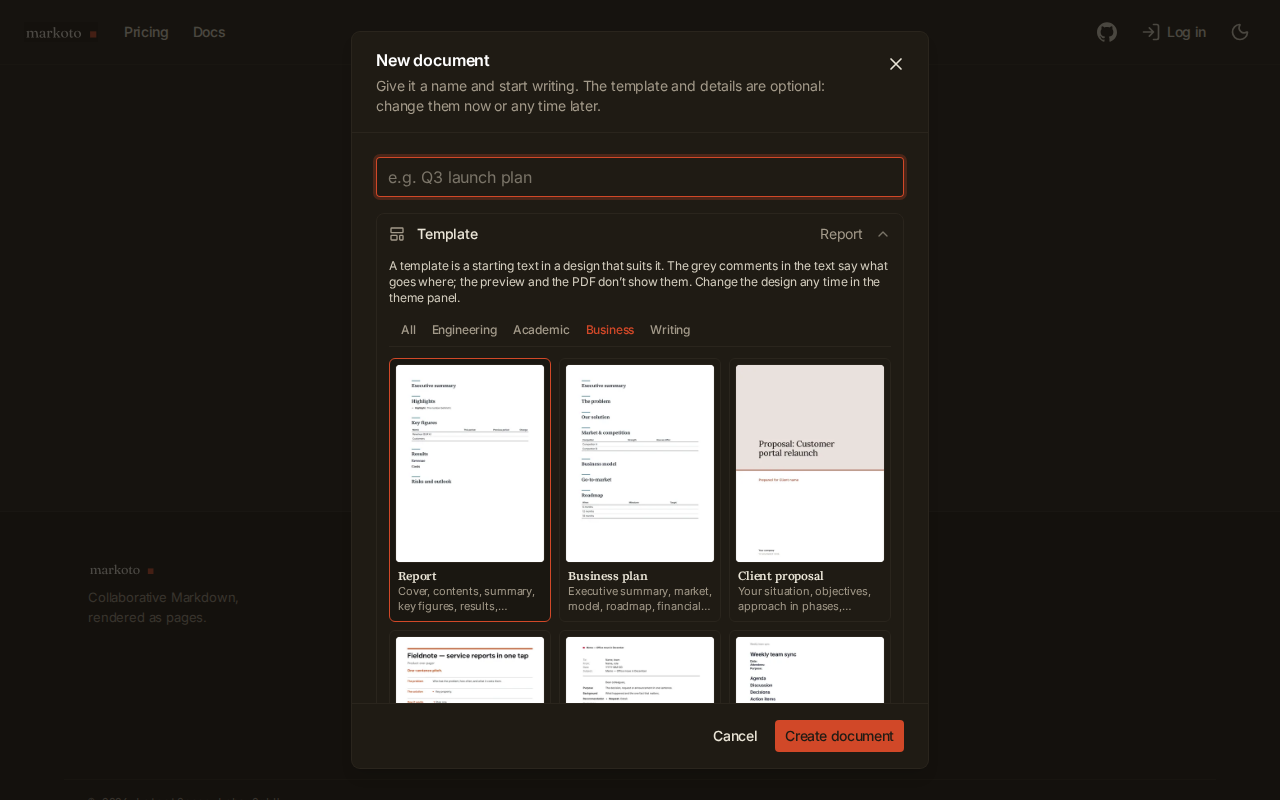 markoto
Pricing
Docs
Log in
New document
Give it a name and start writing. The template and details are optional:
change them now or any time later.
e.g. Q3 launch plan
Template
Report
A template is a starting text in a design that suits it. The grey comments in the text say what
goes where; the preview and the PDF don't show them. Change the design any time in the
theme panel.
All
Engineering
Academic
Business
Writing
Executive summary
Highlights
Key figures
Results
Risks and outlook
Executive summary
The problem
Our solution
Market & competition
Business model
Go-to-market
Roadmap
Proposal: Customer
portal relaunch
Prepared for Client name
Report
Cover, contents, summary,
key figures, results,...
Business plan
Executive summary, market,
model, roadmap, financial...
Client proposal
Your situation, objectives,
approach in phases,...
Fieldnote — service reports in one tap
Weekly team sync
Agenda
Discussion
Decisions
Action items
markoto
Collaborative Markdown,
rendered as pages.
Cancel
Create document